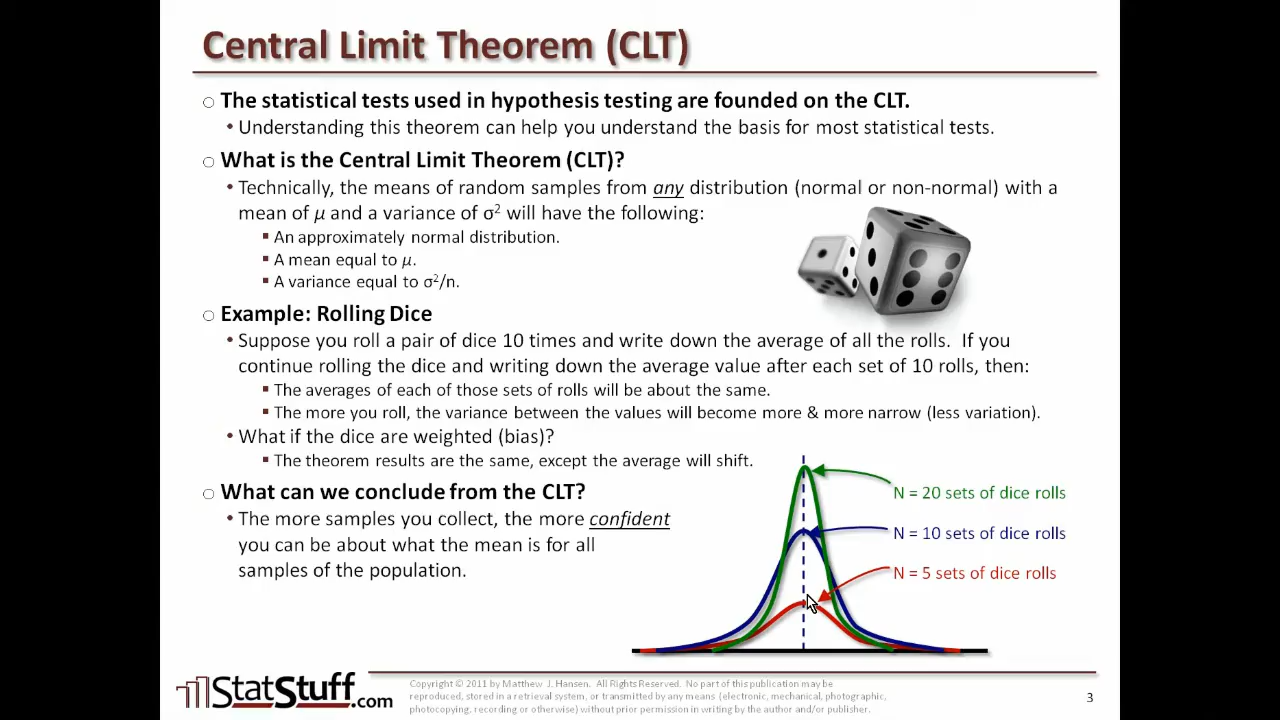 Central Limit Theorem (CLT)
○ The statistical tests used in hypothesis testing are founded on the CLT.
• Understanding this theorem can help you understand the basis for most statistical tests.
○ What is the Central Limit Theorem (CLT)?
• Technically, the means of random samples from any distribution (normal or non-normal) with a
mean of μ and a variance of σ² will have the following:
▪ An approximately normal distribution.
▪ A mean equal to μ.
▪ A variance equal to σ²/n.
○ Example: Rolling Dice
• Suppose you roll a pair of dice 10 times and write down the average of all the rolls. If you
continue rolling the dice and writing down the average value after each set of 10 rolls, then:
▪ The averages of each of those sets of rolls will be about the same.
▪ The more you roll, the variance between the values will become more & more narrow (less variation).
• What if the dice are weighted (bias)?
▪ The theorem results are the same, except the average will shift.
○ What can we conclude from the CLT?
• The more samples you collect, the more confident
you can be about what the mean is for all
samples of the population.
N = 20 sets of dice rolls
N = 10 sets of dice rolls
N = 5 sets of dice rolls
StatStuff.com
Copyright © 2011 by Matthew J. Hansen. All Rights Reserved. No part of this publication may be
reproduced, stored in a retrieval system, or transmitted by any means (electronic, mechanical, photographic,
photocopying, recording or otherwise) without prior permission in writing by the author and/or publisher.
3